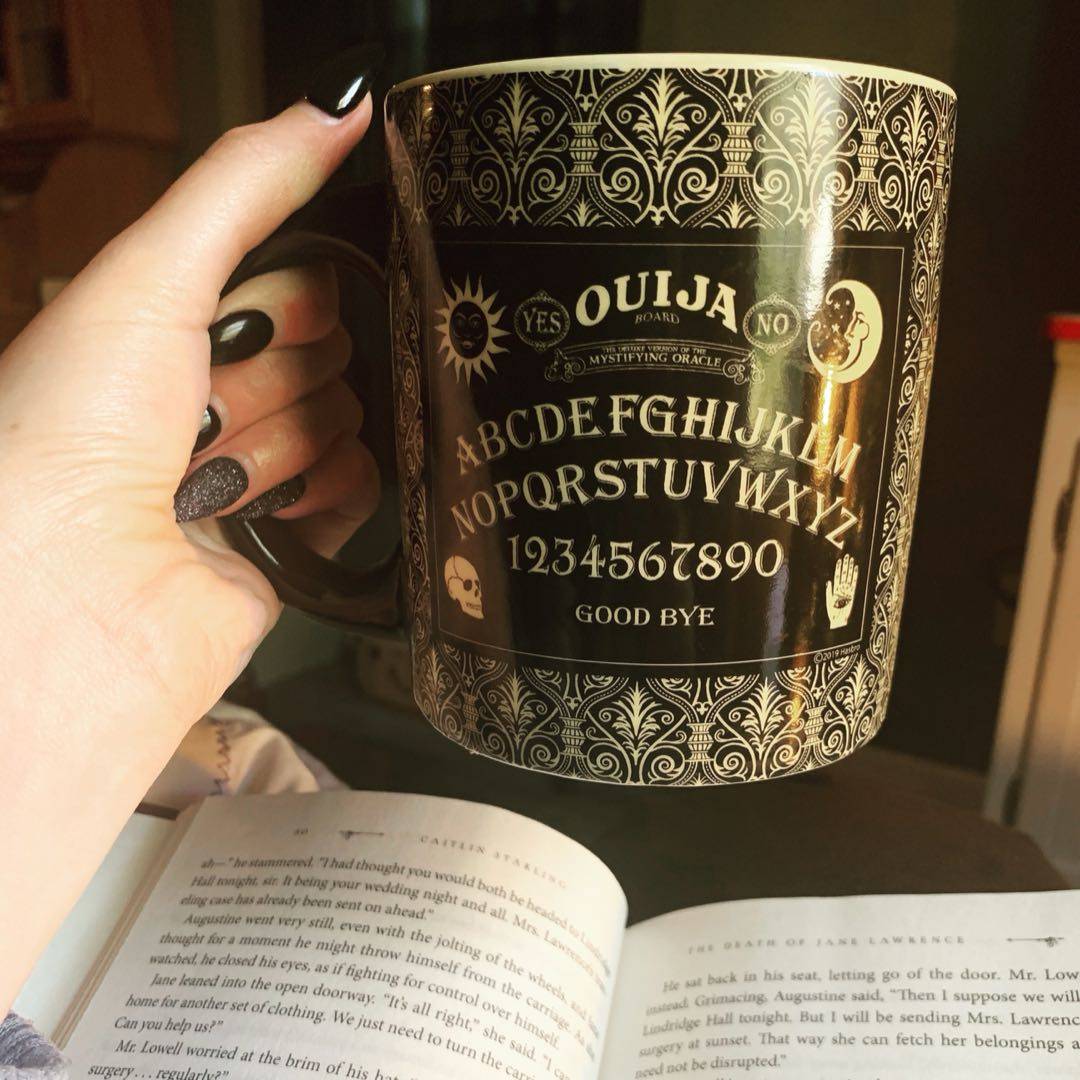 OUIJA
YES BOARD NO
THE DELUXE VERSION OF THE
MYSTIFYING ORACLE
ABCDEFGHIJKLM
NOPQRSTUVWXYZ
1234567890
GOOD BYE
©2019 Hasbro
80 CAITLIN STARLING
ah—" he stammered. "I had thought you would both be headed to
Hall tonight, sir. It being your wedding night and all. Mrs. Lawrence's
eling case has already been sent on ahead."
Augustine went very still, even with the jolting of the wheels, and
thought for a moment he might throw himself from the carriage. As
watched, he closed his eyes, as if fighting for control over himself.
Jane leaned into the open doorway. "It's all right," she said. "I
home for another set of clothing. We just need to turn the
Can you help us?"
Mr. Lowell worried at the brim of his
surgery . . . regularly?"
THE DEATH OF JANE LAWRENCE
He sat back in his seat, letting go of the door. Mr. Low
instead. Grimacing, Augustine said, "Then I suppose we will
Lindridge Hall tonight. But I will be sending Mrs. Lawrenc
surgery at sunset. That way she can fetch her belongings a
need not be disrupted."